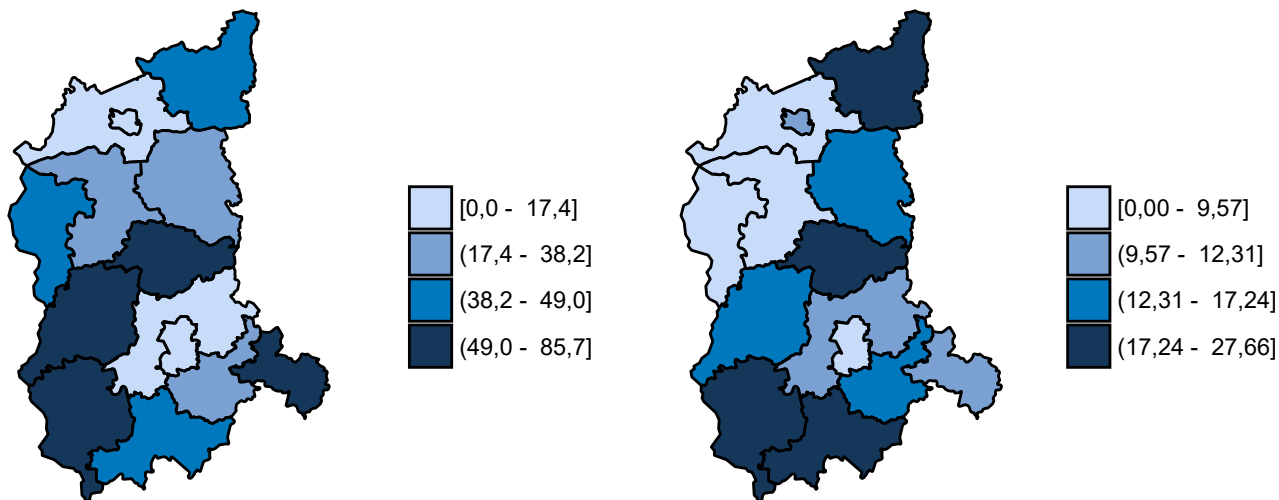 [0,0 - 17,4]
(17,4 - 38,2]
(38,2 - 49,0]
(49,0 - 85,7]
[0,00 - 9,57]
(9,57 - 12,31]
(12,31 - 17,24]
(17,24 - 27,66]